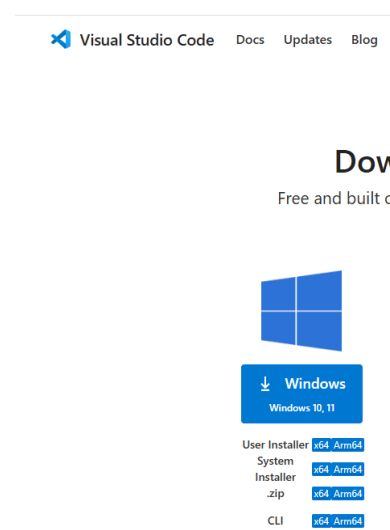 Visual Studio Code Docs Updates Blog
Free and built
Windows
Windows 10, 11
User Installer x64 Arm64
System
Installer x64 Arm64
.zip x64 Arm64
CLI x64 Arm64